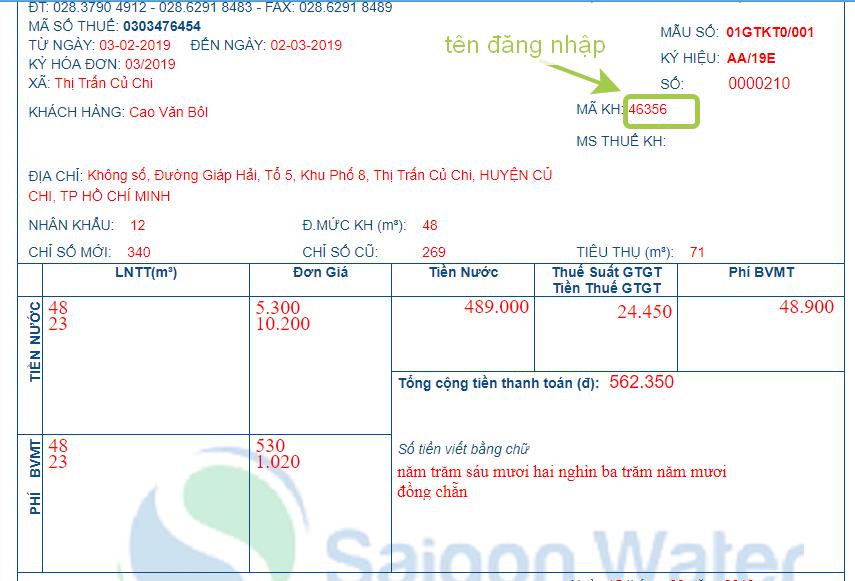 ĐT: 028.3790 4912 - 028.6291 8483 - FAX: 028.6291 8489
MÃ SỐ THUẾ: 0303476454
TỪ NGÀY: 03-02-2019 ĐẾN NGÀY: 02-03-2019
KỲ HÓA ĐƠN: 03/2019
XÃ: Thị Trấn Củ Chi
KHÁCH HÀNG: Cao Văn Bôl
tên đăng nhập
MẪU SỐ: 01GTKT0/001
KÝ HIỆU: AA/19E
SỐ: 0000210
MÃ KH: 46356
MS THUẾ KH:
ĐỊA CHỈ: Không số, Đường Giáp Hải, Tổ 5, Khu Phố 8, Thị Trấn Củ Chi, HUYỆN CỦ
CHI, TP HỒ CHÍ MINH
NHÂN KHẨU: 12 Đ.MỨC KH (m³): 48
CHỈ SỐ MỚI: 340 CHỈ SỐ CŨ: 269 TIÊU THỤ (m³): 71
LNTT(m³) Đơn Giá Tiền Nước Thuế Suất GTGT Phí BVMT
Tiền Thuế GTGT
TIỀN NƯỚC
48 5.300 489.000 24.450 48.900
23 10.200
Tổng cộng tiền thanh toán (đ): 562.350
PHÍ BVMT
48 530
23 1.020
Số tiền viết bằng chữ
năm trăm sáu mươi hai nghìn ba trăm năm mươi
đồng chẵn
Saigon Water